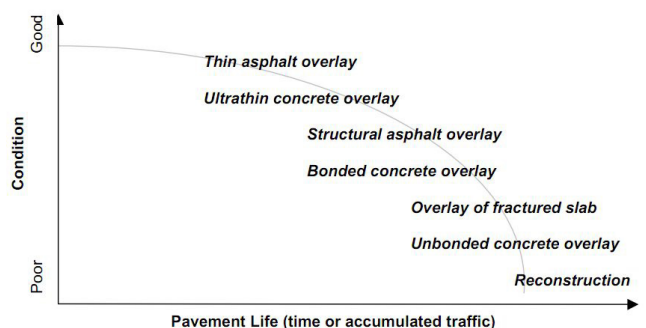 Good
Thin asphalt overlay
Ultrathin concrete overlay
Structural asphalt overlay
Condition
Bonded concrete overlay
Overlay of fractured slab
Unbonded concrete overlay
Poor
Reconstruction
Pavement Life (time or accumulated traffic)